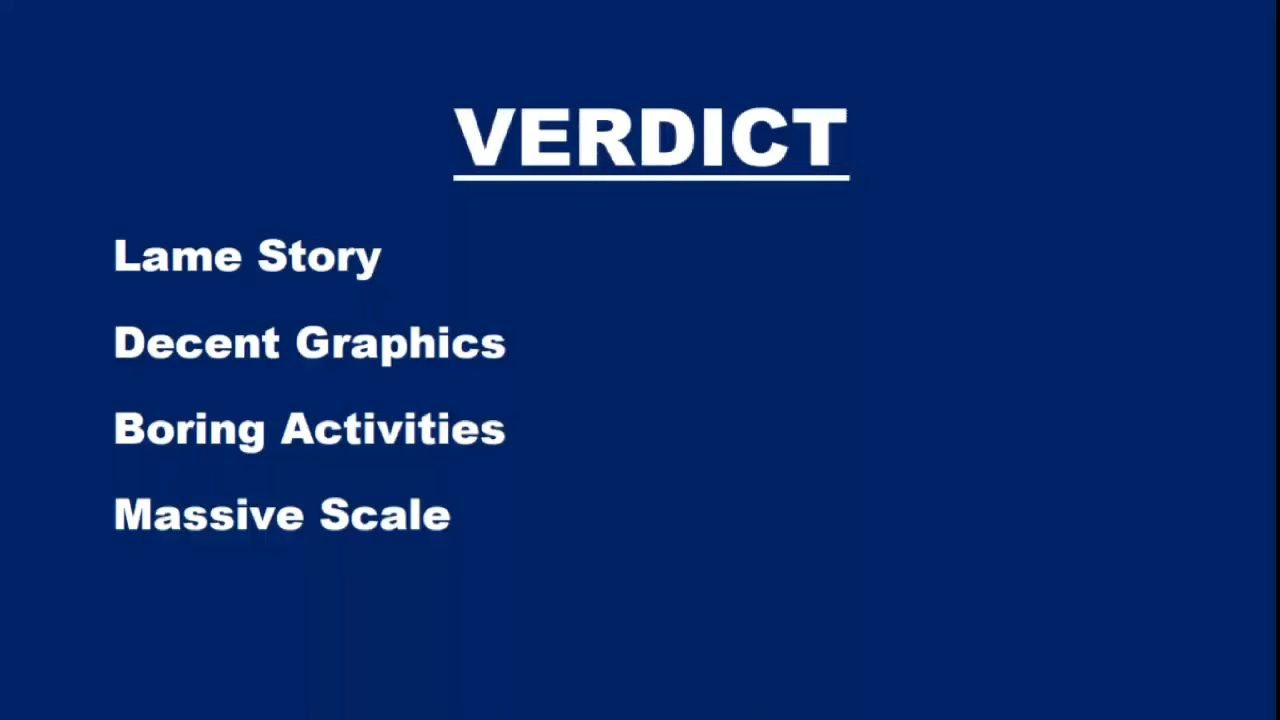 VERDICT
Lame Story
Decent Graphics
Boring Activities
Massive Scale